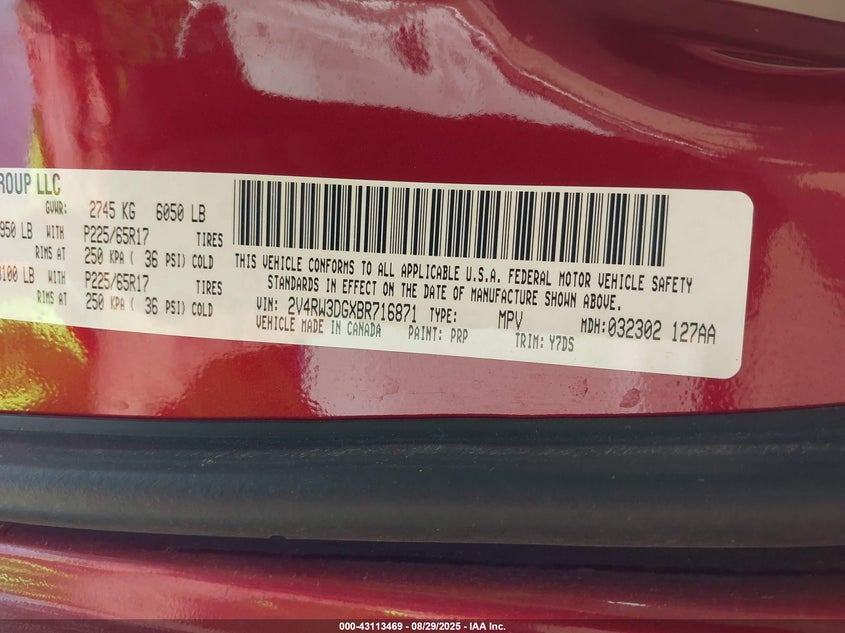 ROUP LLC
GVWR: 2745 KG 6050 LB
950 LB WITH P225/65R17 TIRES
RIMS AT 250 KPA ( 36 PSI) COLD
100 LB WITH P225/65R17 TIRES
RIMS AT 250 KPA ( 36 PSI) COLD
THIS VEHICLE CONFORMS TO ALL APPLICABLE U.S.A. FEDERAL MOTOR VEHICLE SAFETY
STANDARDS IN EFFECT ON THE DATE OF MANUFACTURE SHOWN ABOVE.
VIN: 2V4RW3DGXBR716871 TYPE: MPV MDH: 032302 127AA
VEHICLE MADE IN CANADA PAINT: PRP TRIM: Y7DS
000-43113469 - 08/29/2025 - IAA Inc.